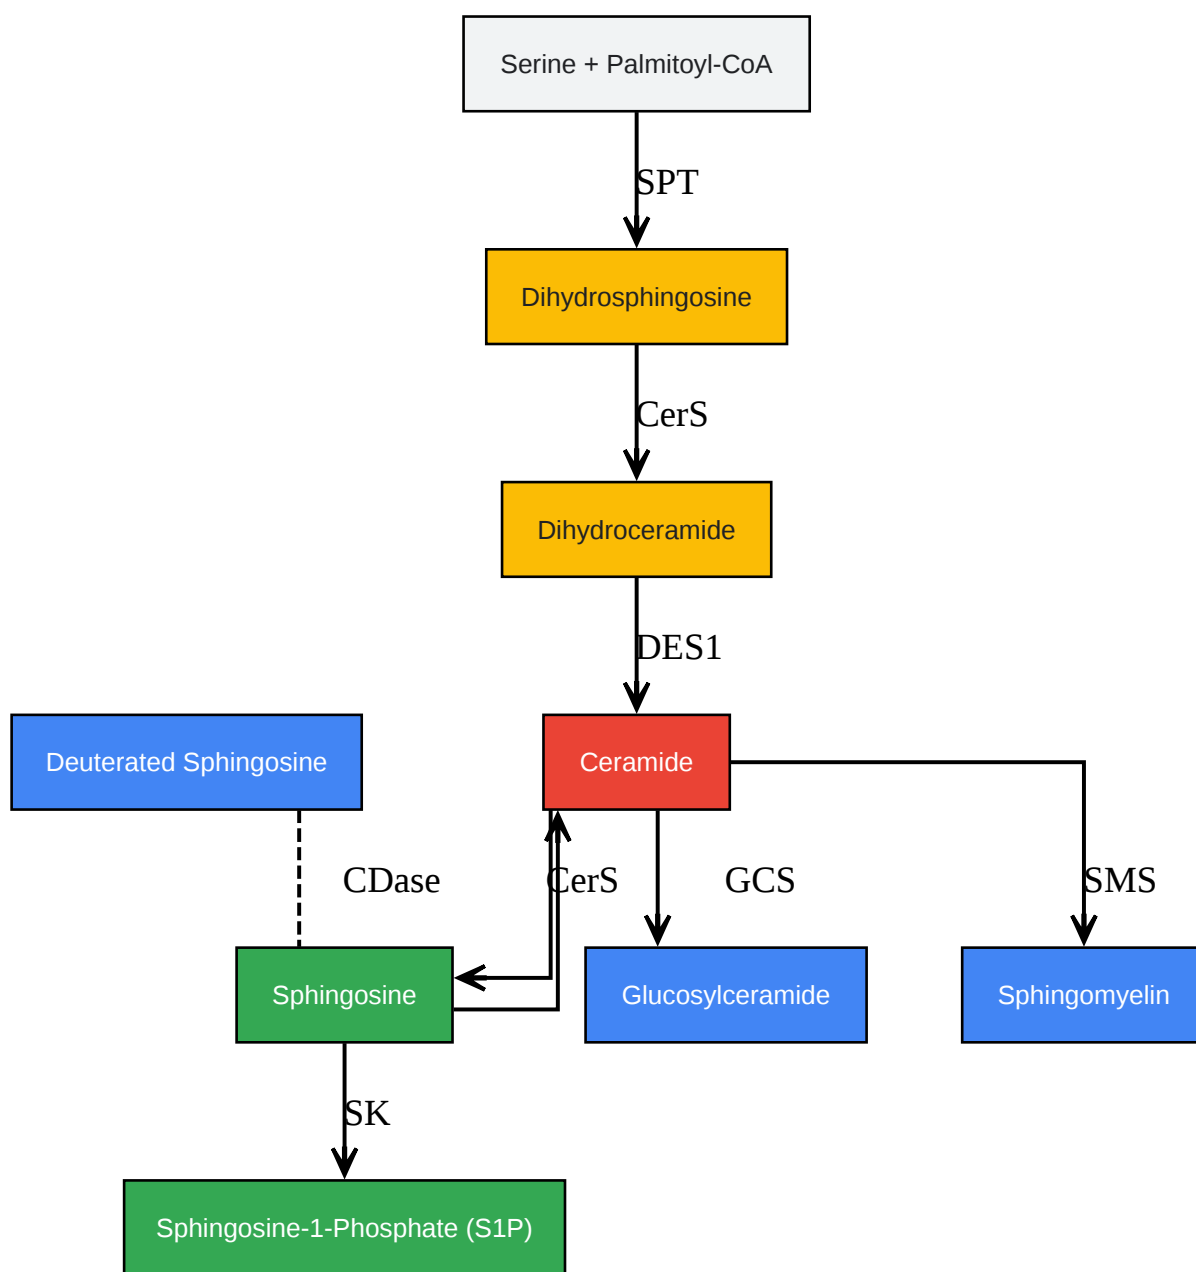 Serine + Palmitoyl-CoA
SPT
Dihydrosphingosine
CerS
Dihydroceramide
DES1
Deuterated Sphingosine
Ceramide
CDase
CerS
GCS
SMS
Sphingosine
Glucosylceramide
Sphingomyelin
SK
Sphingosine-1-Phosphate (S1P)